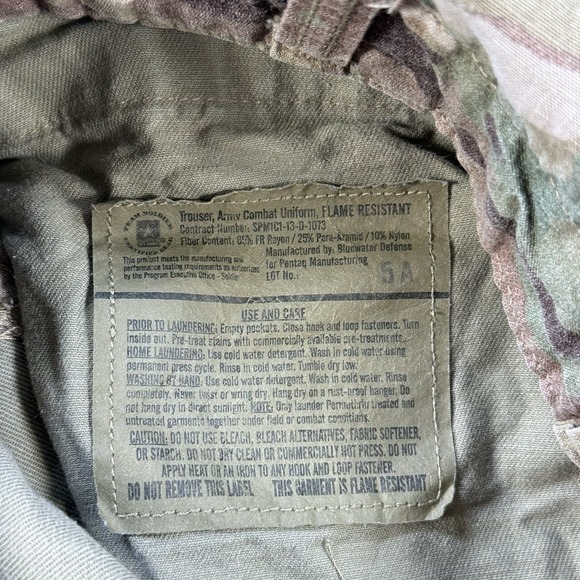 TEAM SOLDIER
CERTIFIED GEAR
Trouser, Army Combat Uniform, FLAME RESISTANT
Contract Number: SPM1C1-13-D-1073
Fiber Content: 65% FR Rayon / 25% Para-Aramid / 10% Nylon
This product meets the manufacturing and
performance testing requirements as authorized
by the Program Executive Office - Soldier
Manufactured by: Bluewater Defense
for Pentaq Manufacturing
LOT No.: 5 A
USE AND CARE
PRIOR TO LAUNDERING: Empty pockets. Close hook and loop fasteners. Turn
inside out. Pre-treat stains with commercially available pre-treatments.
HOME LAUNDERING: Use cold water detergent. Wash in cold water using
permanent press cycle. Rinse in cold water. Tumble dry low.
WASHING BY HAND: Use cold water detergent. Wash in cold water. Rinse
completely. Never twist or wring dry. Hang dry on a rust-proof hanger. Do
not hang dry in direct sunlight. NOTE: Only launder Permethrin treated and
untreated garments together under field or combat conditions.
CAUTION: DO NOT USE BLEACH, BLEACH ALTERNATIVES, FABRIC SOFTENER,
OR STARCH. DO NOT DRY CLEAN OR COMMERCIALLY HOT PRESS. DO NOT
APPLY HEAT OR AN IRON TO ANY HOOK AND LOOP FASTENER.
DO NOT REMOVE THIS LABEL THIS GARMENT IS FLAME RESISTANT